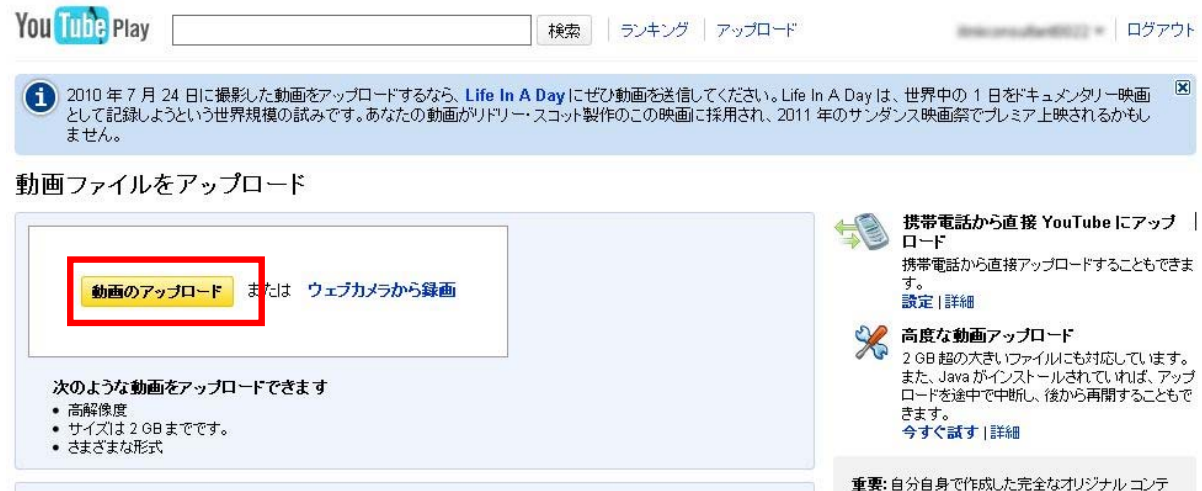 You Tube Play 検索 ランキング アップロード ログアウト
2010 年 7 月 24 日に撮影した動画をアップロードするなら、Life In A Day にぜひ動画を送信してください。Life In A Day は、世界中の 1 日をドキュメンタリー映画
として記録しようという世界規模の試みです。あなたの動画がリドリー・スコット製作のこの映画に採用され、2011 年のサンダンス映画祭でプレミア上映されるかもし
ません。
動画ファイルをアップロード
動画のアップロード または ウェブカメラから録画
次のような動画をアップロードできます
• 高解像度
• サイズは 2 GB までです。
• さまざまな形式
携帯電話から直接 YouTube にアップ
ロード
携帯電話から直接アップロードすることもできま
す。
設定 | 詳細
高度な動画アップロード
2 GB 超の大きいファイルにも対応しています。
また、Java がインストールされていれば、アップ
ロードを途中で中断し、後から再開することもで
きます。
今すぐ試す | 詳細
重要: 自分自身で作成した完全なオリジナル コンテ